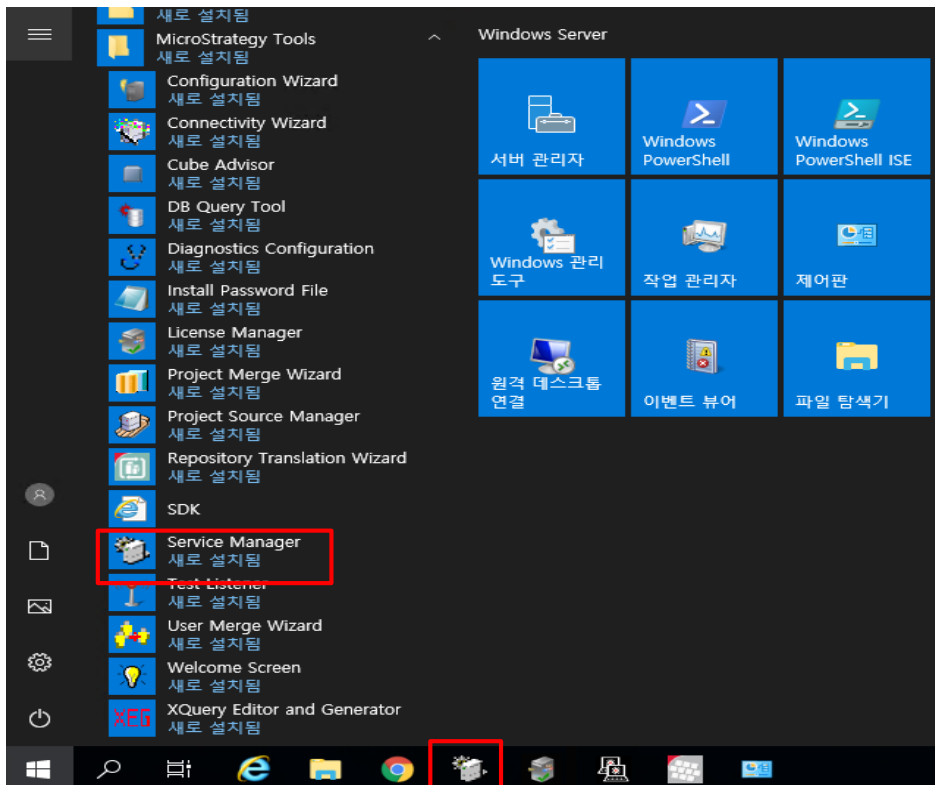 새로 설치됨
MicroStrategy Tools
새로 설치됨
Configuration Wizard
새로 설치됨
Connectivity Wizard
새로 설치됨
Cube Advisor
새로 설치됨
DB Query Tool
새로 설치됨
Diagnostics Configuration
새로 설치됨
Install Password File
새로 설치됨
License Manager
새로 설치됨
Project Merge Wizard
새로 설치됨
Project Source Manager
새로 설치됨
Repository Translation Wizard
새로 설치됨
SDK
Service Manager
새로 설치됨
Test Listener
새로 설치됨
User Merge Wizard
새로 설치됨
Welcome Screen
새로 설치됨
XEG
XQuery Editor and Generator
새로 설치됨
Windows Server
서버 관리자
Windows
PowerShell
Windows
PowerShell ISE
Windows 관리
도구
작업 관리자
제어판
원격 데스크톱
연결
이벤트 뷰어
파일 탐색기